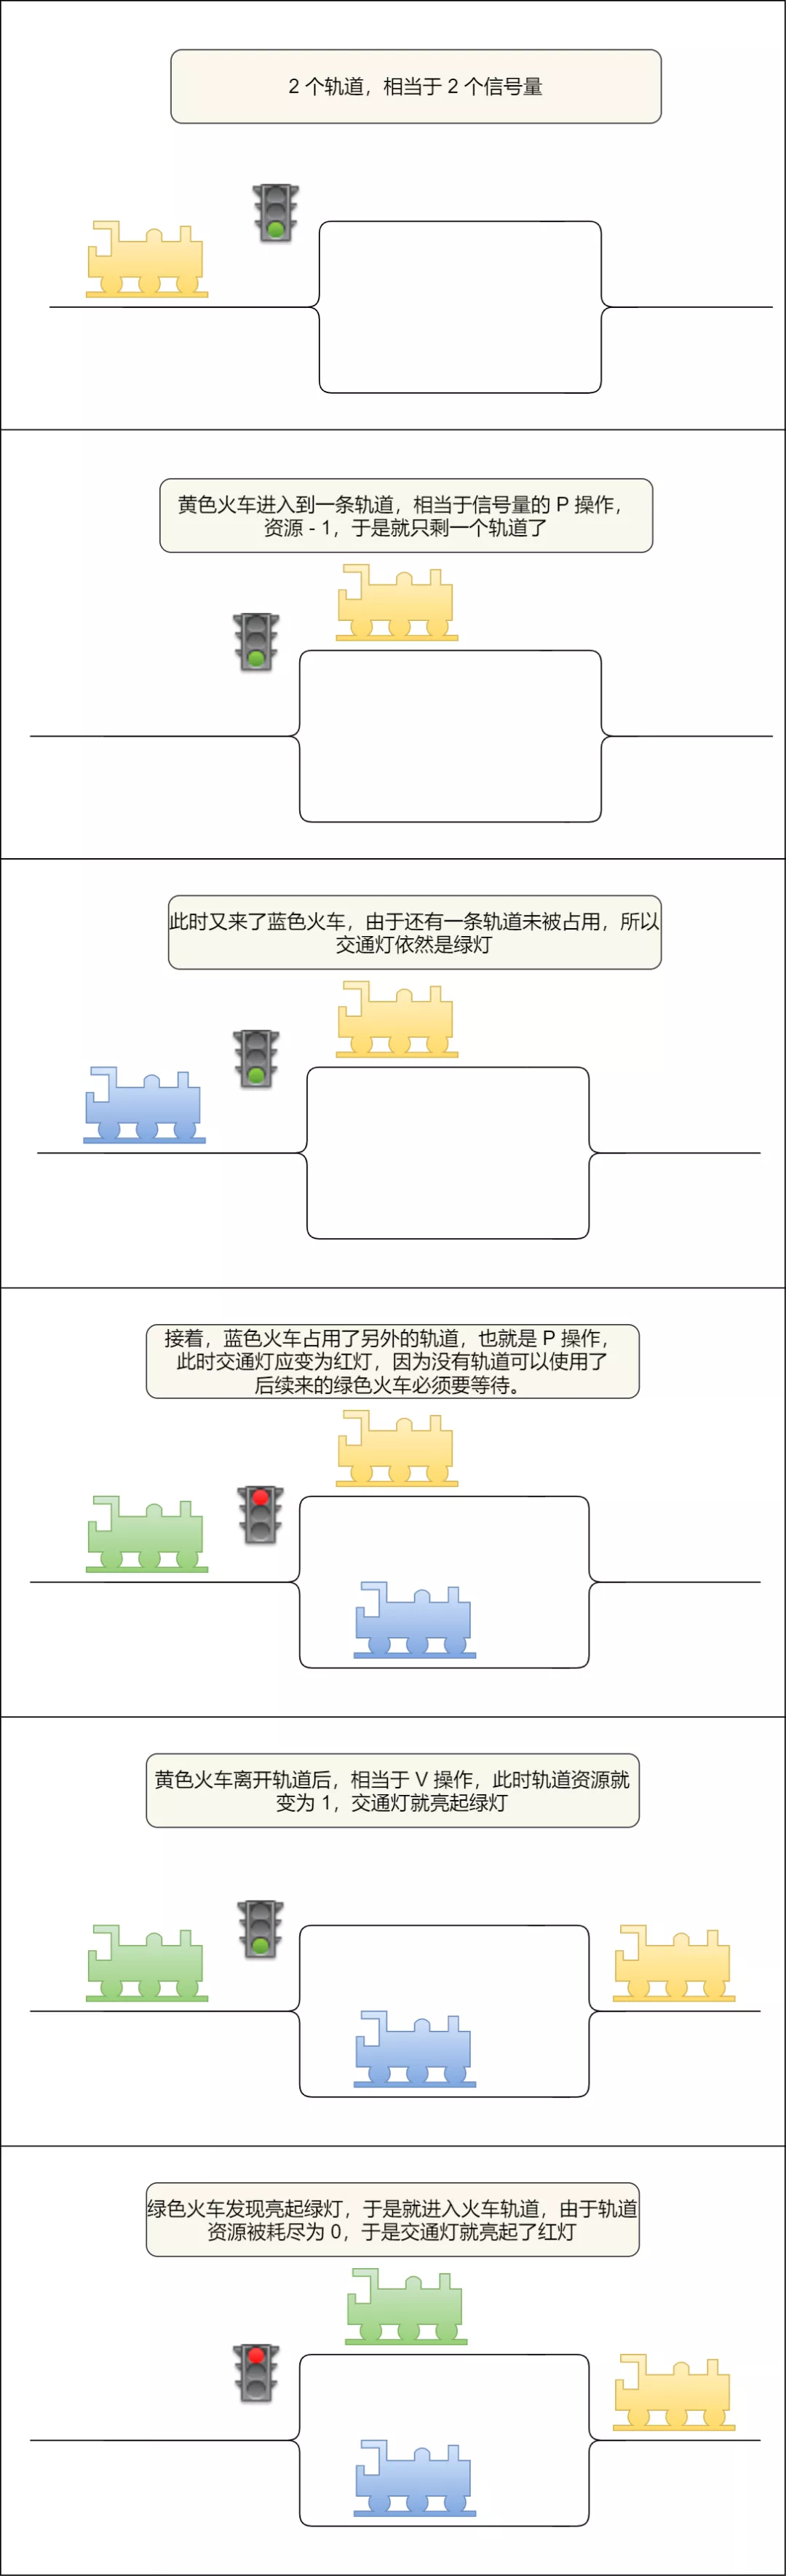 2 个轨道，相当于 2 个信号量
黄色火车进入到一条轨道，相当于信号量的 P 操作，
资源 - 1，于是就只剩一个轨道了
此时又来了蓝色火车，由于还有一条轨道未被占用，所以
交通灯依然是绿灯
接着，蓝色火车占用了另外的轨道，也就是 P 操作，
此时交通灯应变为红灯，因为没有轨道可以使用了
后续来的绿色火车必须要等待。
黄色火车离开轨道后，相当于 V 操作，此时轨道资源就
变为 1，交通灯就亮起绿灯
绿色火车发现亮起绿灯，于是就进入火车轨道，由于轨道
资源被耗尽为 0，于是交通灯就亮起了红灯